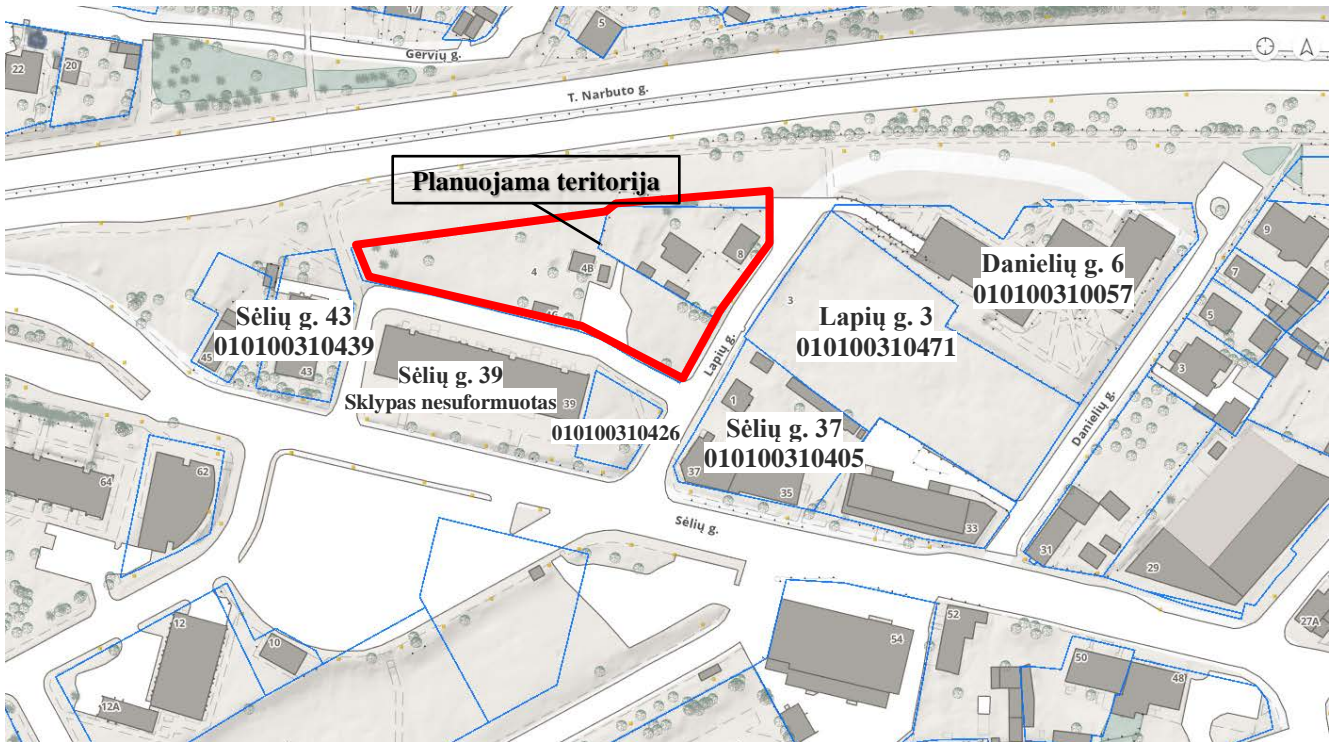 17
5
Gervių g.
22
20
T. Narbuto g.
Planuojama teritorija
9
8
4
4B
7
Danielių g. 6
010100310057
3
Lapių g. 3
010100310471
5
Sėlių g. 43
010100310439
45
43
Lapių g.
3
Sėlių g. 39
Sklypas nesuformuotas
39
1
Danielių g.
010100310426
Sėlių g. 37
010100310405
37
35
62
64
33
Sėlių g.
31
29
12
10
54
52
27A
50
48
12A